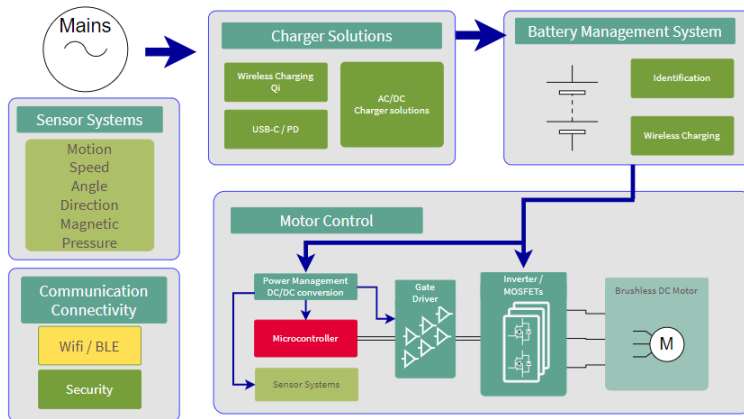 Mains
Charger Solutions
Wireless Charging
Qi
USB-C / PD
AC/DC
Charger solutions
Battery Management System
Identification
Wireless Charging
Sensor Systems
Motion
Speed
Angle
Direction
Magnetic
Pressure
Communication
Connectivity
Wifi / BLE
Security
Motor Control
Power Management
DC/DC conversion
Microcontroller
Sensor Systems
Gate
Driver
Inverter /
MOSFETs
Brushless DC Motor
M